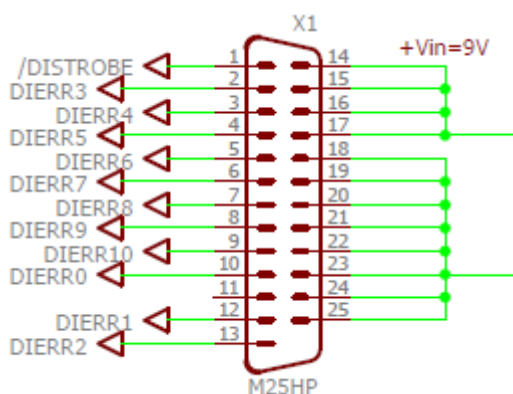 X1
+Vin=9V
/DISTROBE 1 14
DIERR3 2 15
DIERR4 3 16
DIERR5 4 17
DIERR6 5 18
DIERR7 6 19
DIERR8 7 20
DIERR9 8 21
DIERR10 9 22
DIERR0 10 23
11 24
DIERR1 12 25
DIERR2 13
M25HP